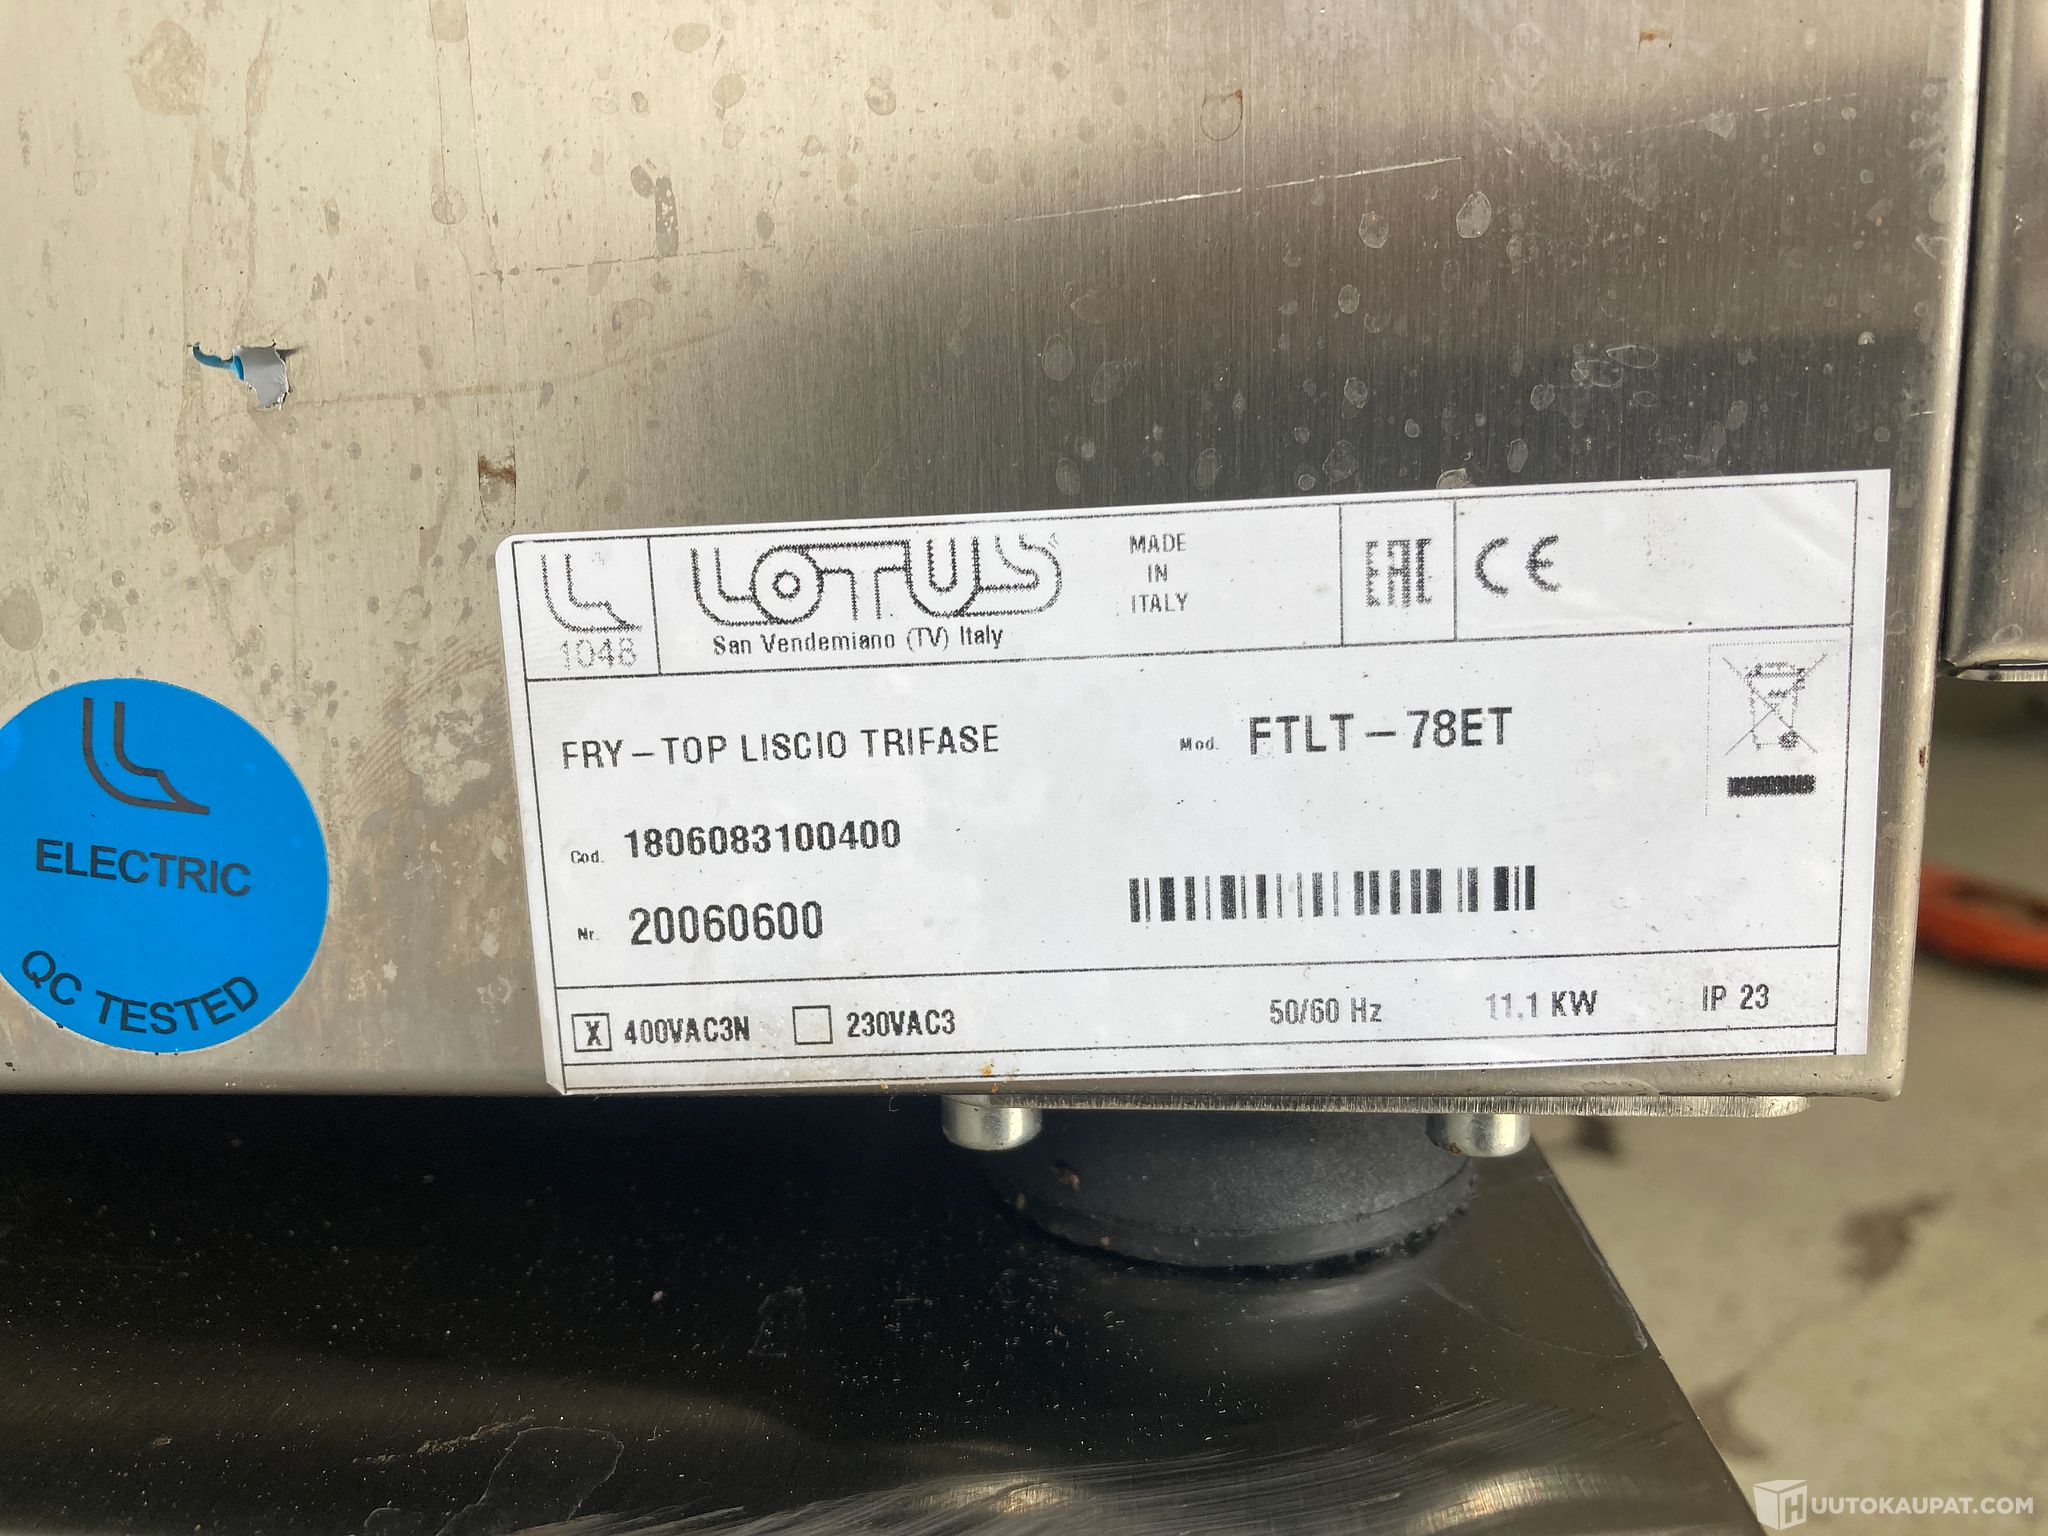 LOTUS
MADE
IN
ITALY
EAC
CE
1048
San Vendemiano (TV) Italy
FRY-TOP LISCIO TRIFASE
Mod. FTLT-78ET
Cod. 1806083100400
Nr. 20060600
X 400VAC3N
230VAC3
50/60 Hz
11.1 KW
IP 23
ELECTRIC
QC TESTED
HUUTOKAUPAT.COM